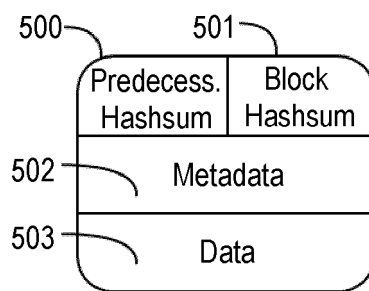 500
501
Predecess.
Hashsum
Block
Hashsum
502
Metadata
503
Data